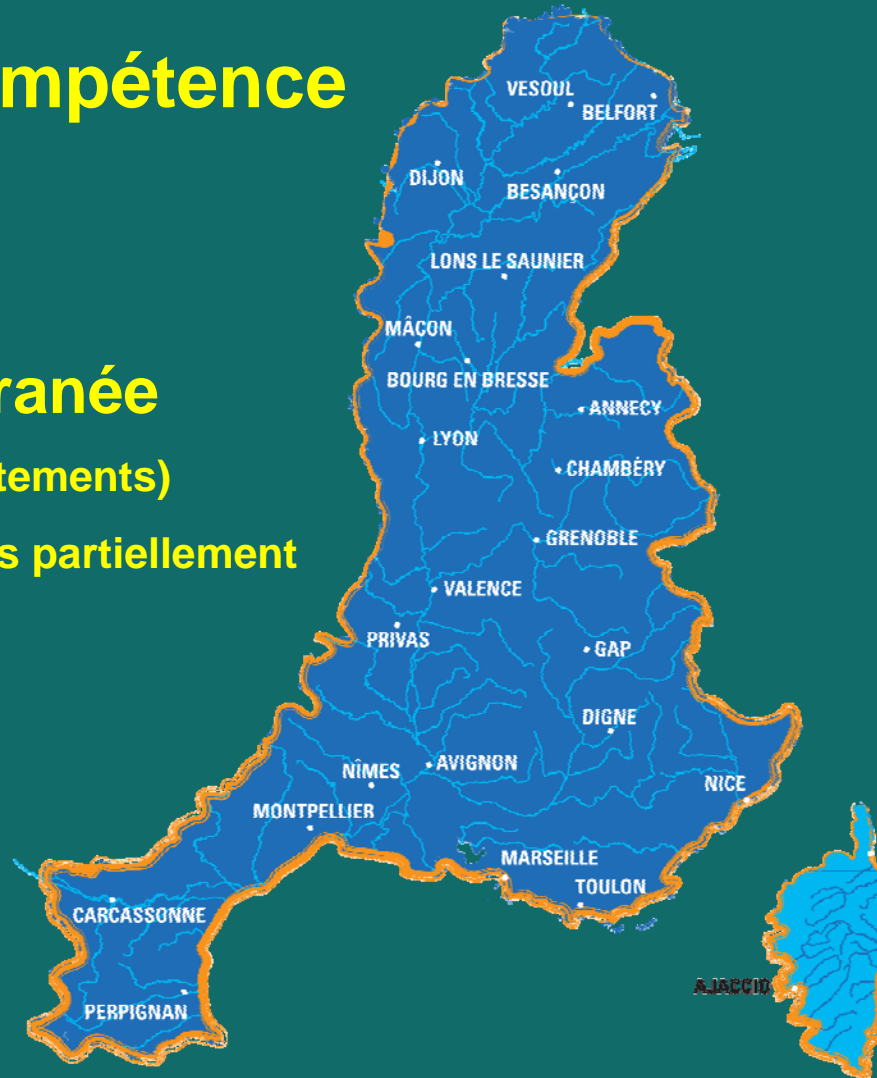 mpétence
ranée
tements)
s partiellement
VESOUL
BELFORT
DIJON
BESANÇON
LONS LE SAUNIER
MÂCON
BOURG EN BRESSE
ANNECY
LYON
CHAMBÉRY
GRENOBLE
VALENCE
PRIVAS
GAP
DIGNE
AVIGNON
NÎMES
NICE
MONTPELLIER
MARSEILLE
TOULON
CARCASSONNE
AJACCIO
PERPIGNAN